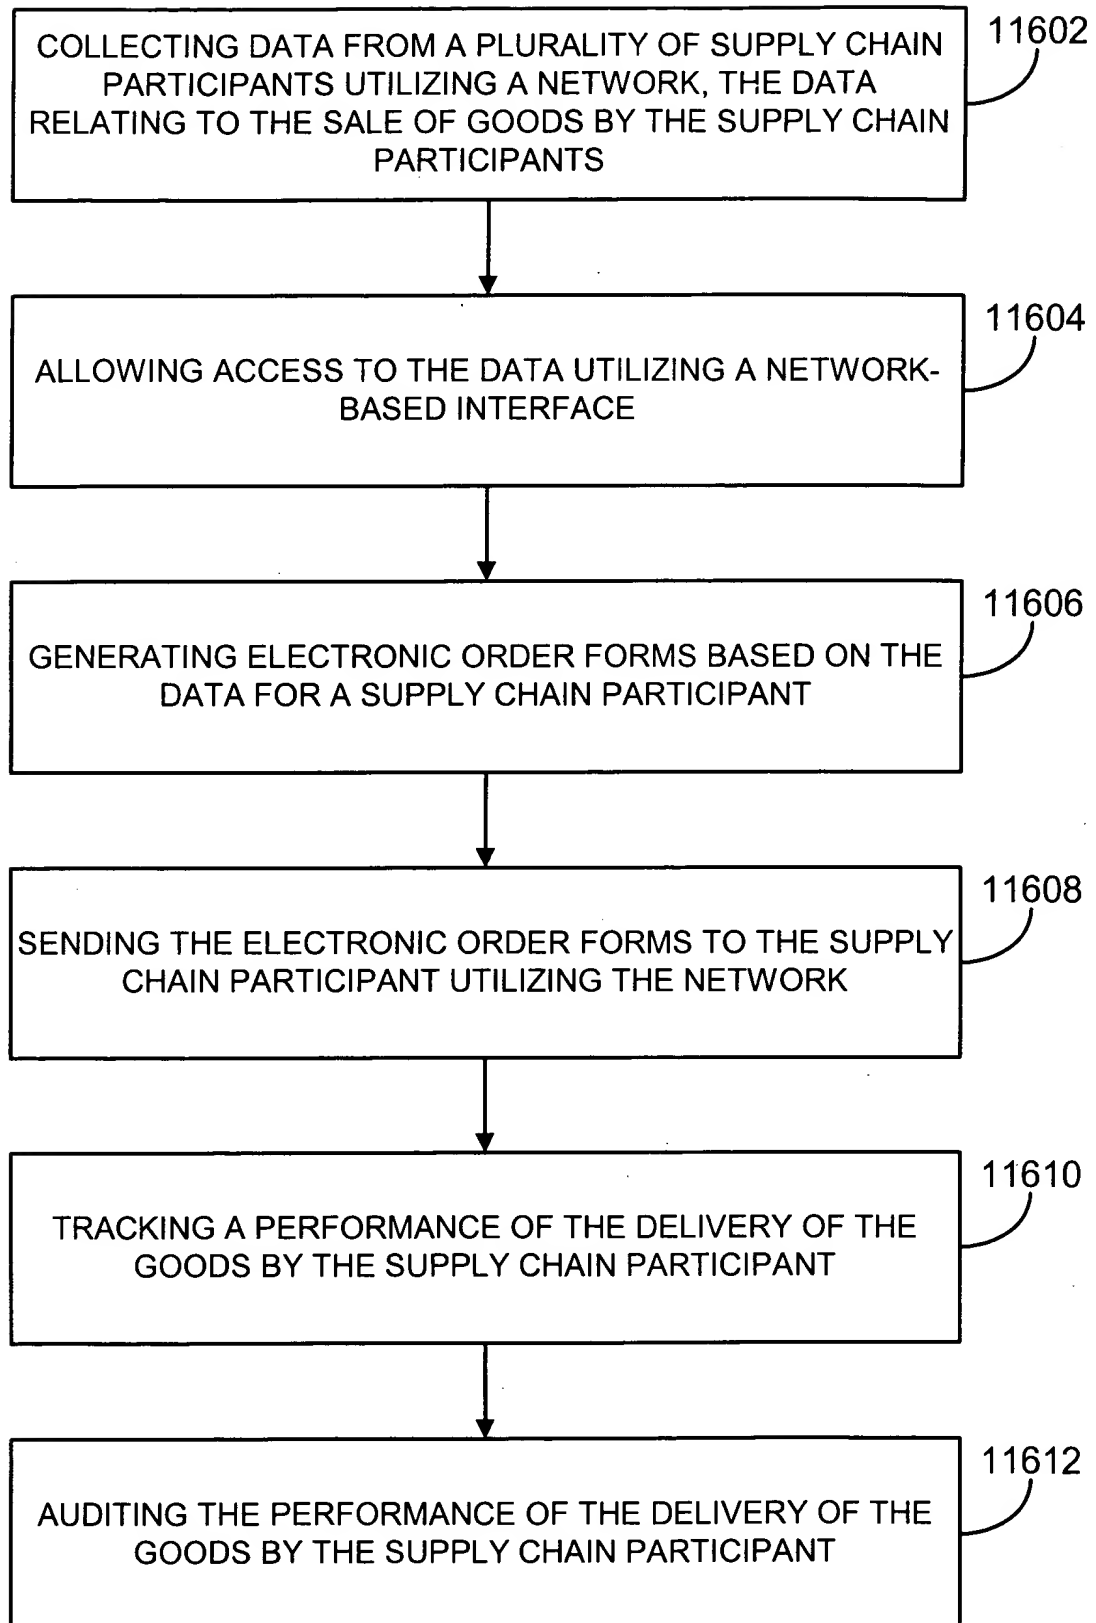 COLLECTING DATA FROM A PLURALITY OF SUPPLY CHAIN
PARTICIPANTS UTILIZING A NETWORK, THE DATA
RELATING TO THE SALE OF GOODS BY THE SUPPLY CHAIN
PARTICIPANTS
11602
ALLOWING ACCESS TO THE DATA UTILIZING A NETWORK-
BASED INTERFACE
11604
GENERATING ELECTRONIC ORDER FORMS BASED ON THE
DATA FOR A SUPPLY CHAIN PARTICIPANT
11606
SENDING THE ELECTRONIC ORDER FORMS TO THE SUPPLY
CHAIN PARTICIPANT UTILIZING THE NETWORK
11608
TRACKING A PERFORMANCE OF THE DELIVERY OF THE
GOODS BY THE SUPPLY CHAIN PARTICIPANT
11610
AUDITING THE PERFORMANCE OF THE DELIVERY OF THE
GOODS BY THE SUPPLY CHAIN PARTICIPANT
11612